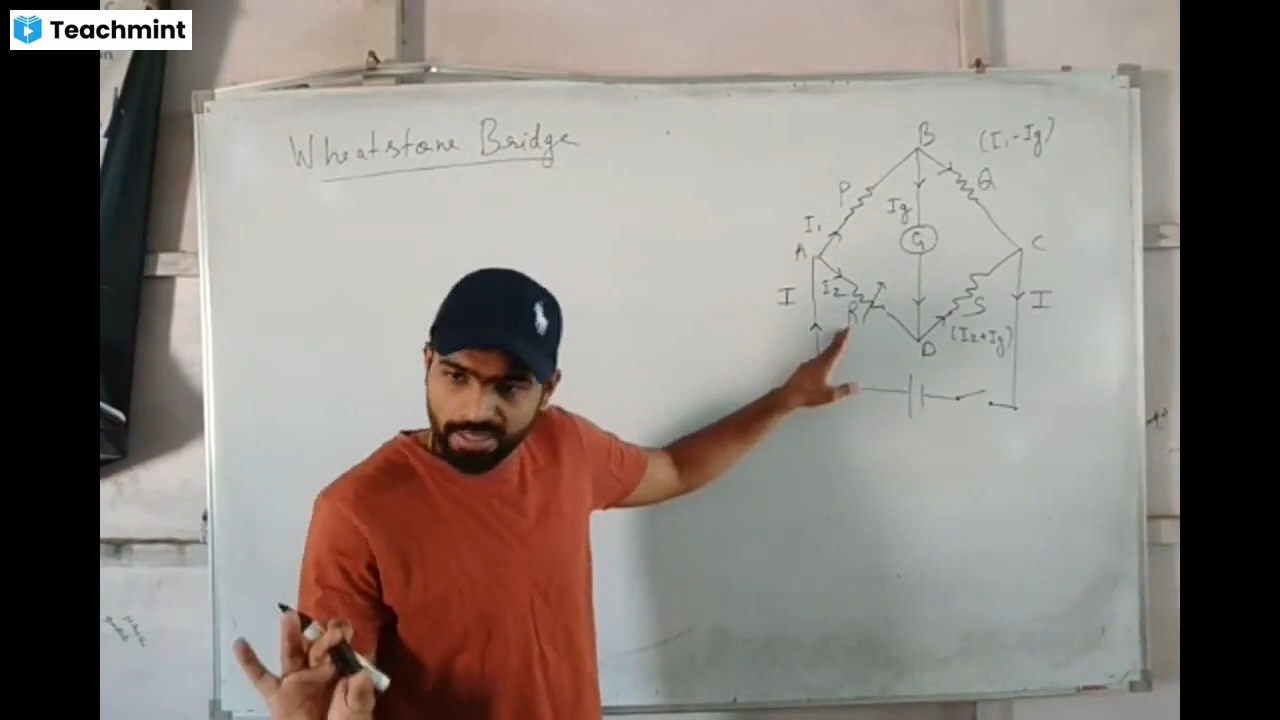 Teachmint
Wheatstone Bridge
B
(I₁-Ig)
P
Q
Ig
I₁
A
G
C
I₂
I
R
S
I
D
(I₂+Ig)